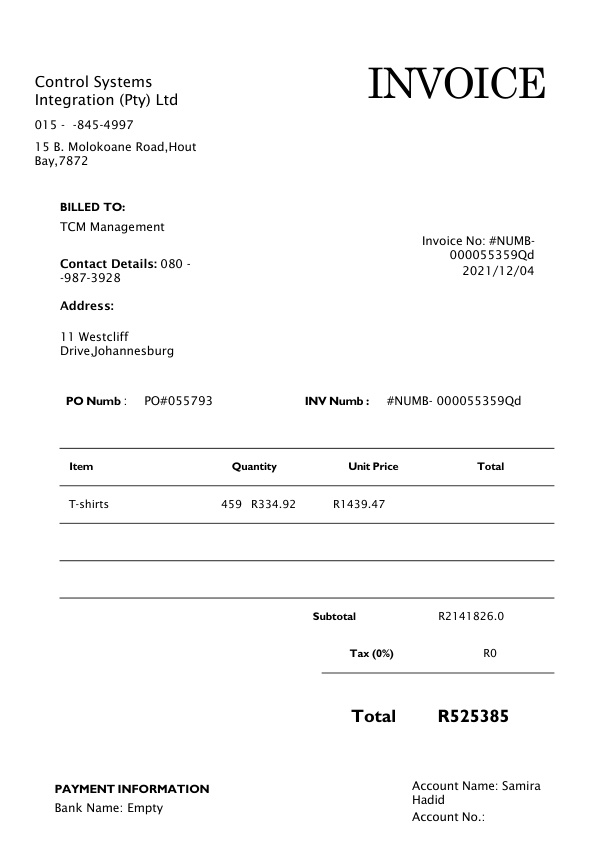 Control Systems
Integration (Pty) Ltd
INVOICE
015 -  -845-4997
15 B. Molokoane Road,Hout
Bay,7872
BILLED TO:
TCM Management
Invoice No: #NUMB-
000055359Qd
2021/12/04
Contact Details: 080 -
-987-3928
Address:
11 Westcliff
Drive,Johannesburg
PO Numb : PO#055793 INV Numb : #NUMB- 000055359Qd
Item Quantity Unit Price Total
T-shirts 459 R334.92 R1439.47
Subtotal R2141826.0
Tax (0%) R0
Total R525385
PAYMENT INFORMATION
Bank Name: Empty
Account Name: Samira
Hadid
Account No.: